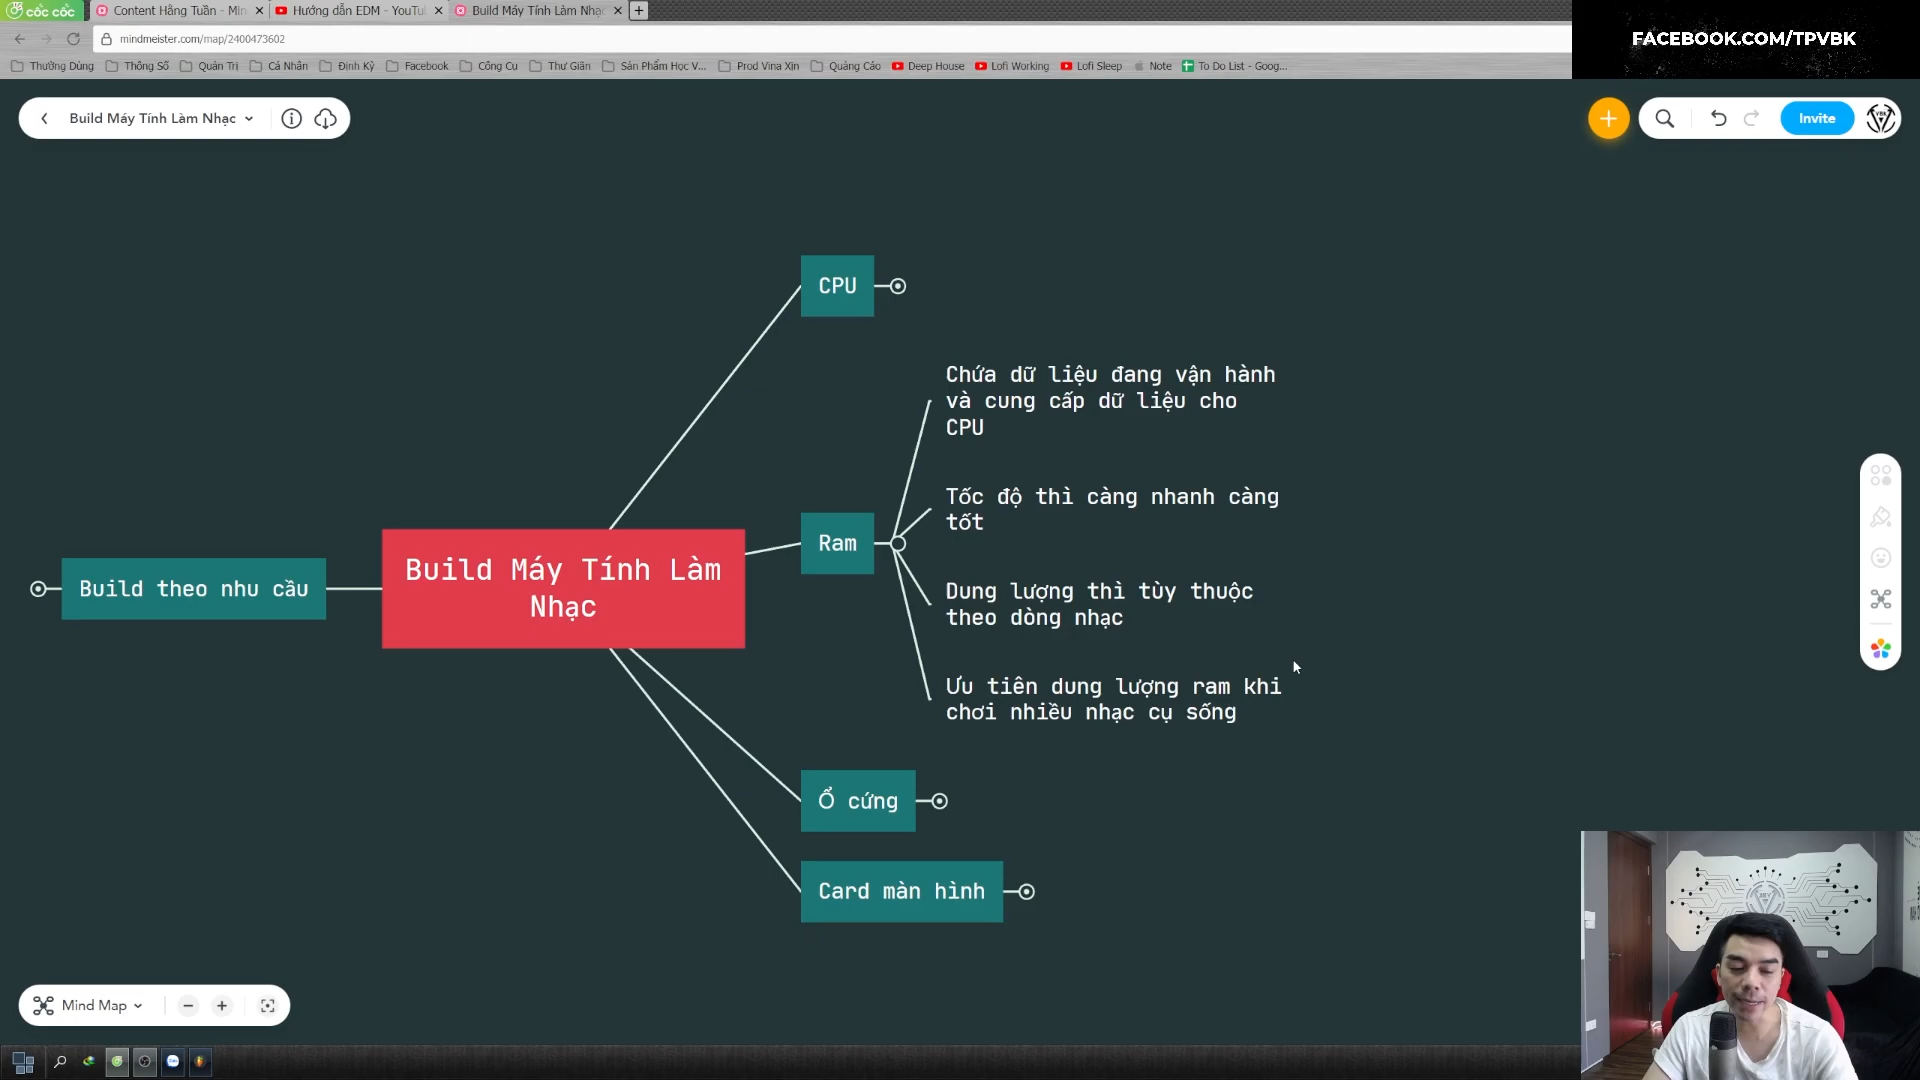 cốc cốc
Content Hằng Tuần - Min
Hướng dẫn EDM - YouTu
Build Máy Tính Làm Nhạc
mindmeister.com/map/2400473602
FACEBOOK.COM/TPVBK
Thường Dùng
Thông Số
Quản Trị
Cá Nhân
Định Kỳ
Facebook
Công Cụ
Thư Giãn
Sản Phẩm Học V...
Prod Vina Xịn
Quảng Cáo
Deep House
Lofi Working
Lofi Sleep
Note
To Do List - Goog...
Build Máy Tính Làm Nhạc
Invite
CPU
Chứa dữ liệu đang vận hành
và cung cấp dữ liệu cho
CPU
Tốc độ thì càng nhanh càng
tốt
Ram
Build theo nhu cầu
Build Máy Tính Làm
Nhạc
Dung lượng thì tùy thuộc
theo dòng nhạc
Ưu tiên dung lượng ram khi
chơi nhiều nhạc cụ sống
Ổ cứng
Card màn hình
Mind Map